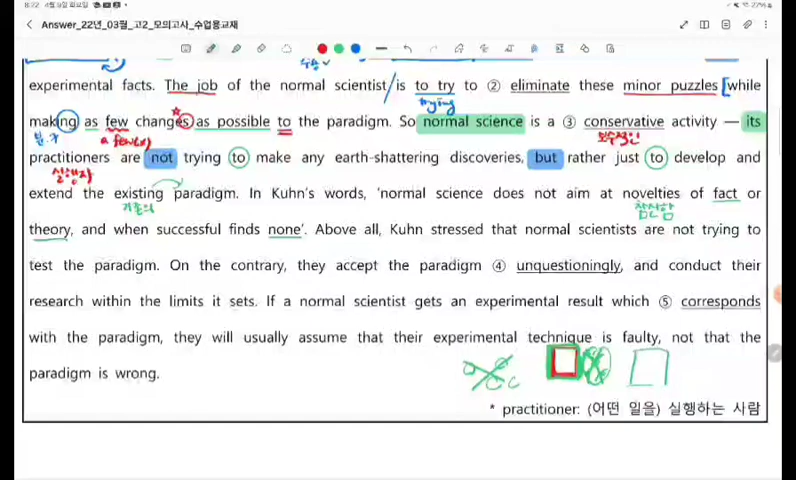 Answer_22년_03월_고2_모의고사_수업용교재
experimental facts. The job of the normal scientist/is to try to ② eliminate these minor puzzles [while
trying
making as few changes as possible to the paradigm. So normal science is a ③ conservative activity — its
분.구 a few(x) 보수적인
practitioners are not trying to make any earth-shattering discoveries, but rather just to develop and
실행자
extend the existing paradigm. In Kuhn's words, 'normal science does not aim at novelties of fact or
기존의 참신함
theory, and when successful finds none'. Above all, Kuhn stressed that normal scientists are not trying to
test the paradigm. On the contrary, they accept the paradigm ④ unquestioningly, and conduct their
research within the limits it sets. If a normal scientist gets an experimental result which ⑤ corresponds
with the paradigm, they will usually assume that their experimental technique is faulty, not that the
paradigm is wrong.
* practitioner: (어떤 일을) 실행하는 사람